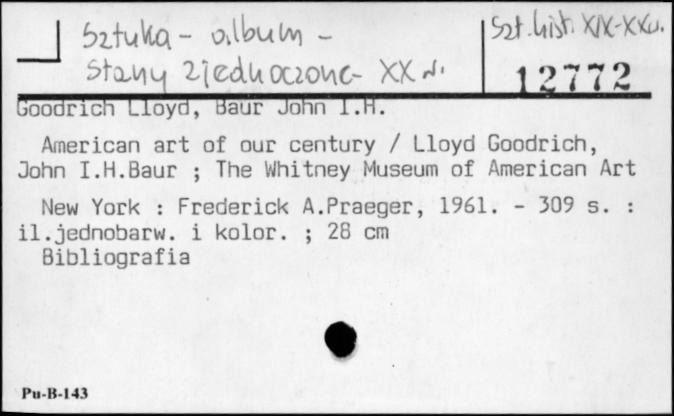 Sztuka - album -
Stany Zjednoczone - XX w.
Szt. hist. XIX-XXw.
12772
Goodrich Lloyd, Baur John I.H.
American art of our century / Lloyd Goodrich,
John I.H.Baur ; The Whitney Museum of American Art
New York : Frederick A.Praeger, 1961. - 309 s. :
il.jednobarw. i kolor. ; 28 cm
Bibliografia
Pu-B-143